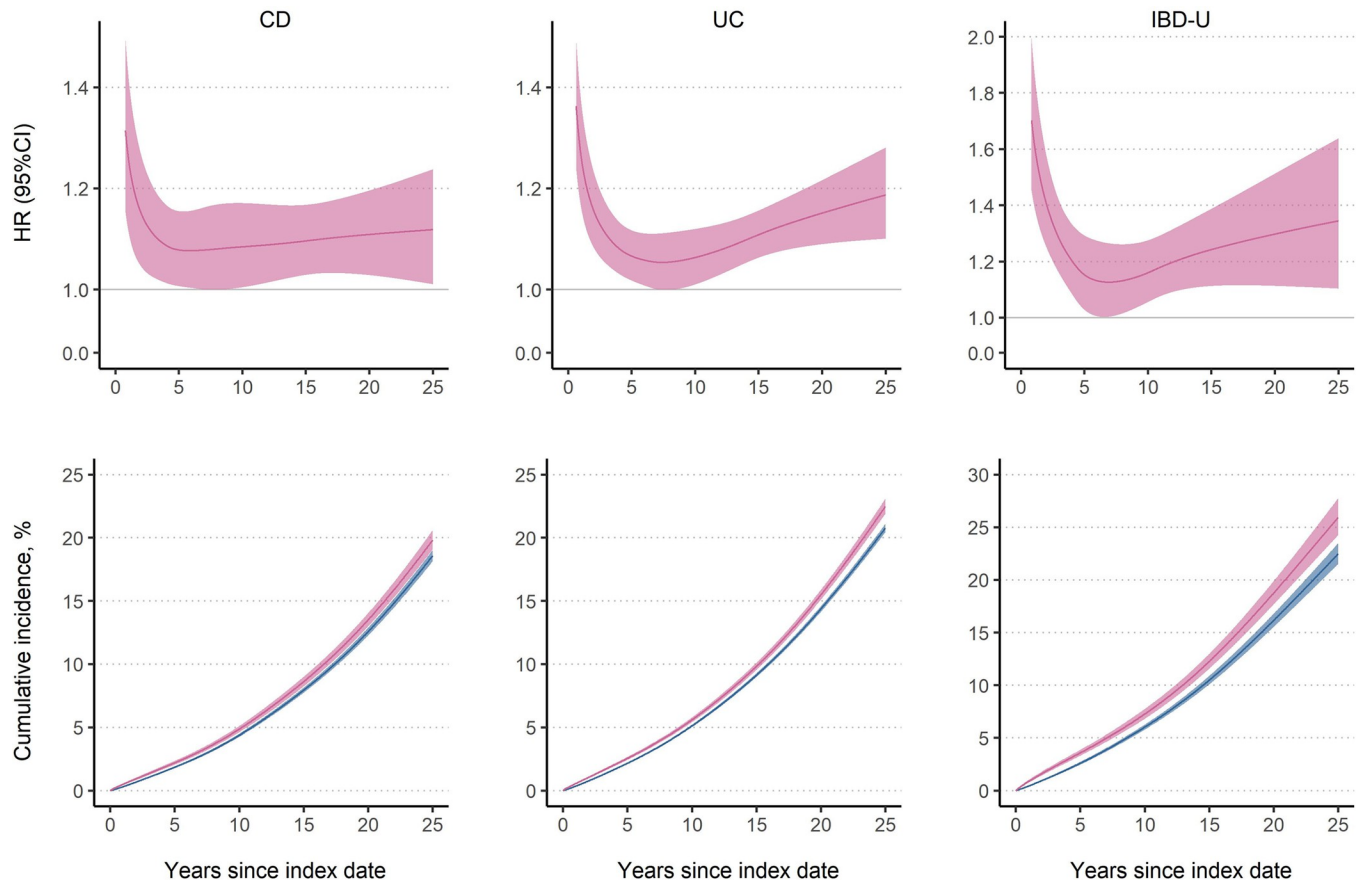 CD
UC
IBD-U
HR (95%CI)
1.4
1.2
1.0
0.0
0 5 10 15 20 25
1.4
1.2
1.0
0.0
0 5 10 15 20 25
2.0
1.8
1.6
1.4
1.2
1.0
0.0
0 5 10 15 20 25
Cumulative incidence, %
25
20
15
10
5
0
0 5 10 15 20 25
Years since index date
25
20
15
10
5
0
0 5 10 15 20 25
Years since index date
30
25
20
15
10
5
0
0 5 10 15 20 25
Years since index date